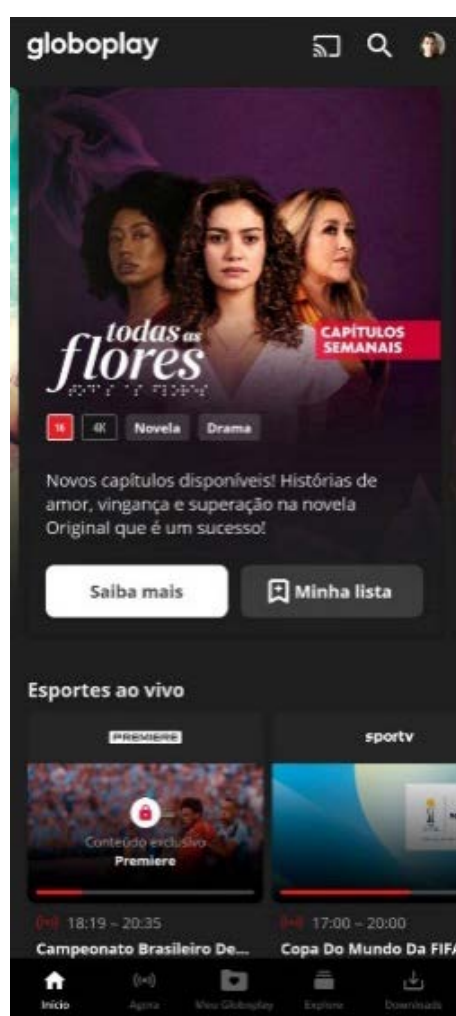 globoplay
todas as
flores
CAPÍTULOS
SEMANAIS
16 4K Novela Drama
Novos capítulos disponíveis! Histórias de
amor, vingança e superação na novela
Original que é um sucesso!
Saiba mais
Minha lista
Esportes ao vivo
PREMIERE
sportv
Conteúdo exclusivo
Premiere
18:19 – 20:35
17:00 – 20:00
Campeonato Brasileiro De...
Copa Do Mundo Da FIFA
Início Agora Meu Globoplay Explore Downloads